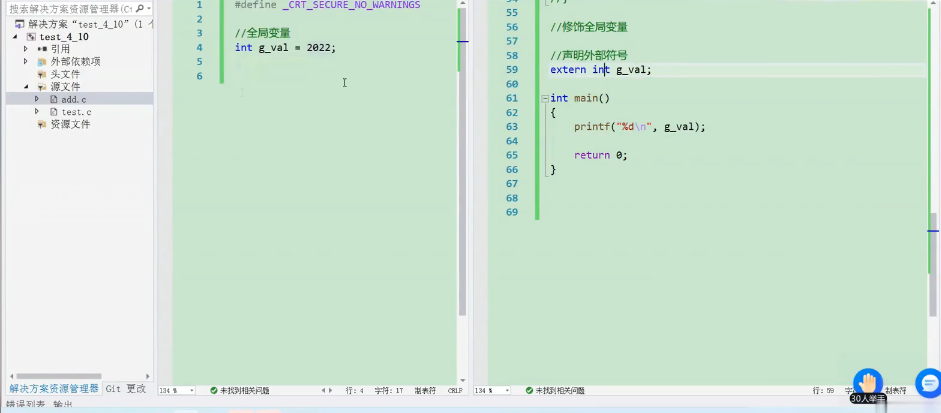 搜索解决方案资源管理器(Ct
解决方案 "test_4_10" (1 个
test_4_10
引用
外部依赖项
头文件
源文件
add.c
test.c
资源文件
解决方案资源管理器 Git 更改
错误列表 输出
1 #define _CRT_SECURE_NO_WARNINGS
2
3 //全局变量
4 int g_val = 2022;
5
6
134 % 未找到相关问题 行: 4 字符: 17 制表符 CRLF
55
56 //修饰全局变量
57
58 //声明外部符号
59 extern int g_val;
60
61 int main()
62 {
63 printf("%d\n", g_val);
64
65 return 0;
66 }
67
68
69
134 % 未找到相关问题 行: 59
30人举手